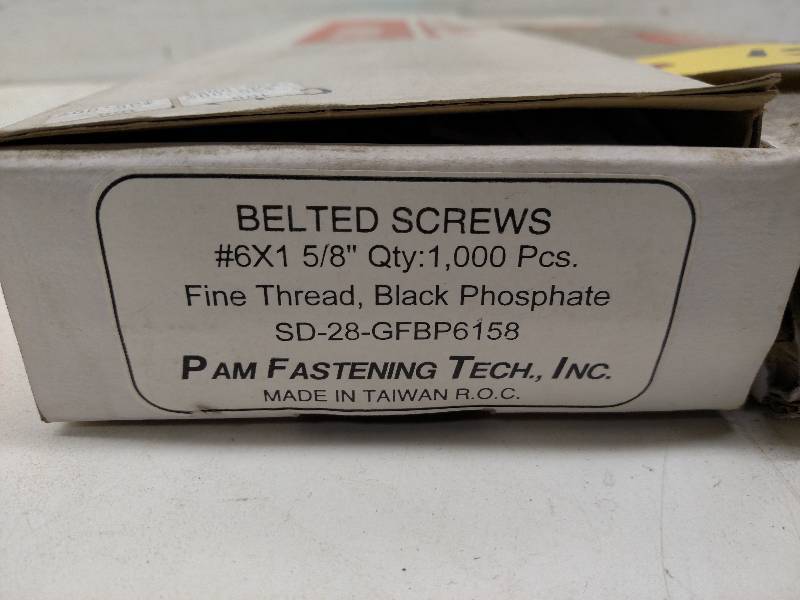 BELTED SCREWS
#6X1 5/8" Qty:1,000 Pcs.
Fine Thread, Black Phosphate
SD-28-GFBP6158
PAM FASTENING TECH., INC.
MADE IN TAIWAN R.O.C.